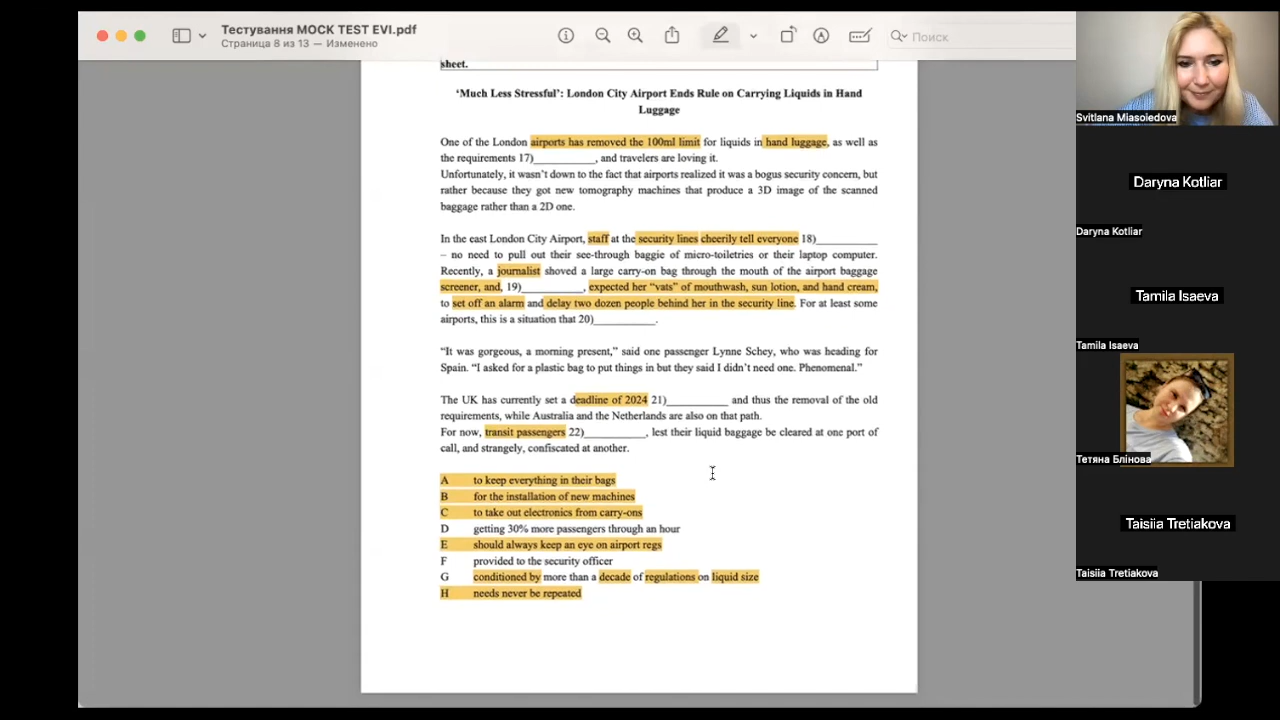 Тестування MOCK TEST EVI.pdf
Страница 8 из 13 — Изменено
Поиск
sheet.
‘Much Less Stressful’: London City Airport Ends Rule on Carrying Liquids in Hand
Luggage
One of the London airports has removed the 100ml limit for liquids in hand luggage, as well as
the requirements 17)__________, and travelers are loving it.
Unfortunately, it wasn’t down to the fact that airports realized it was a bogus security concern, but
rather because they got new tomography machines that produce a 3D image of the scanned
baggage rather than a 2D one.
In the east London City Airport, staff at the security lines cheerily tell everyone 18)__________
– no need to pull out their see-through baggie of micro-toiletries or their laptop computer.
Recently, a journalist shoved a large carry-on bag through the mouth of the airport baggage
screener, and, 19)__________, expected her “vats” of mouthwash, sun lotion, and hand cream,
to set off an alarm and delay two dozen people behind her in the security line. For at least some
airports, this is a situation that 20)__________.
“It was gorgeous, a morning present,” said one passenger Lynne Schey, who was heading for
Spain. “I asked for a plastic bag to put things in but they said I didn’t need one. Phenomenal.”
The UK has currently set a deadline of 2024 21)__________ and thus the removal of the old
requirements, while Australia and the Netherlands are also on that path.
For now, transit passengers 22)__________, lest their liquid baggage be cleared at one port of
call, and strangely, confiscated at another.
A to keep everything in their bags
B for the installation of new machines
C to take out electronics from carry-ons
D getting 30% more passengers through an hour
E should always keep an eye on airport regs
F provided to the security officer
G conditioned by more than a decade of regulations on liquid size
H needs never be repeated
Svitlana Miasoiedova
Daryna Kotliar
Daryna Kotliar
Tamila Isaeva
Tamila Isaeva
Тетяна Блінова
Taisiia Tretiakova
Taisiia Tretiakova